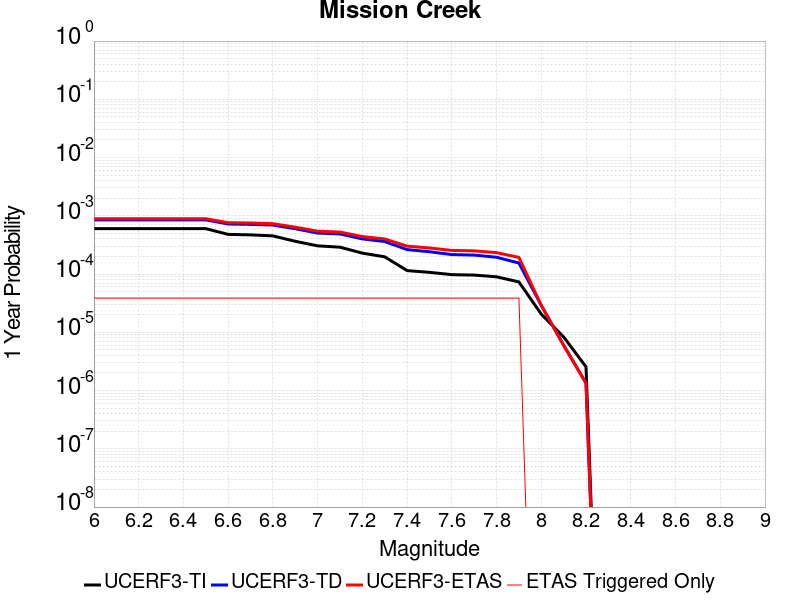 Mission Creek
10^0
10^-1
10^-2
10^-3
10^-4
10^-5
10^-6
10^-7
10^-8
1 Year Probability
6 6.2 6.4 6.6 6.8 7 7.2 7.4 7.6 7.8 8 8.2 8.4 8.6 8.8 9
Magnitude
UCERF3-TI UCERF3-TD UCERF3-ETAS ETAS Triggered Only